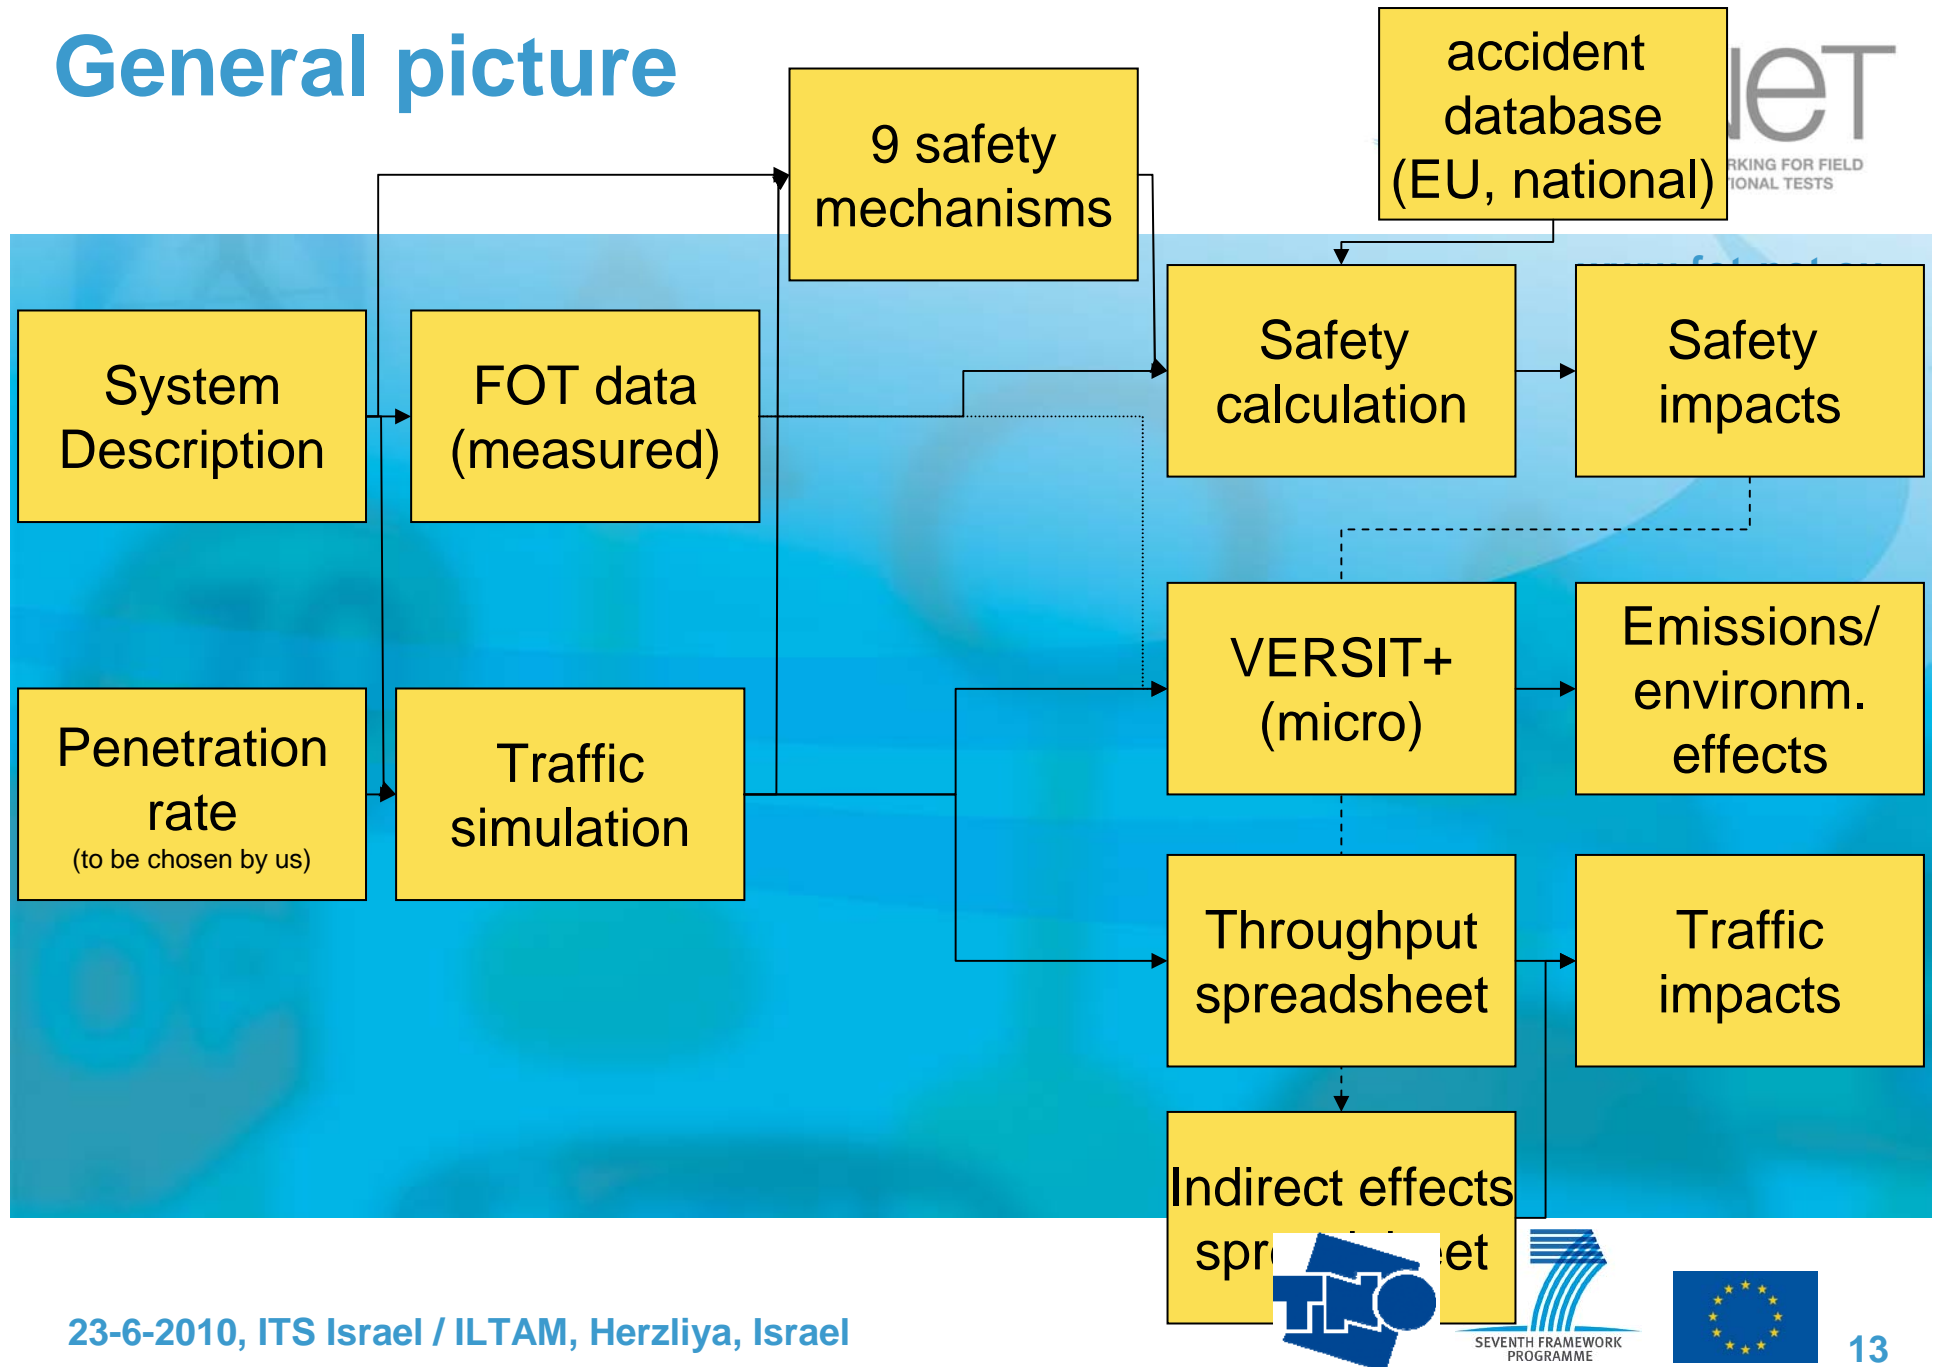 General picture
accident
database
(EU, national)
9 safety
mechanisms
System
Description
FOT data
(measured)
Safety
calculation
Safety
impacts
VERSIT+
(micro)
Emissions/
environm.
effects
Penetration
rate
(to be chosen by us)
Traffic
simulation
Throughput
spreadsheet
Traffic
impacts
Indirect effects
TNO
SEVENTH FRAMEWORK
PROGRAMME
23-6-2010, ITS Israel / ILTAM, Herzliya, Israel
13